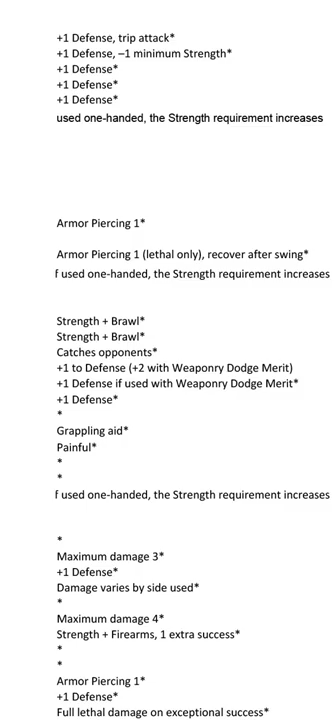 +1 Defense, trip attack*
+1 Defense, –1 minimum Strength*
+1 Defense*
+1 Defense*
+1 Defense*
used one-handed, the Strength requirement increases
Armor Piercing 1*
Armor Piercing 1 (lethal only), recover after swing*
f used one-handed, the Strength requirement increases
Strength + Brawl*
Strength + Brawl*
Catches opponents*
+1 to Defense (+2 with Weaponry Dodge Merit)
+1 Defense if used with Weaponry Dodge Merit*
+1 Defense*
*
Grappling aid*
Painful*
*
*
f used one-handed, the Strength requirement increases
*
Maximum damage 3*
+1 Defense*
Damage varies by side used*
*
Maximum damage 4*
Strength + Firearms, 1 extra success*
*
*
Armor Piercing 1*
+1 Defense*
Full lethal damage on exceptional success*